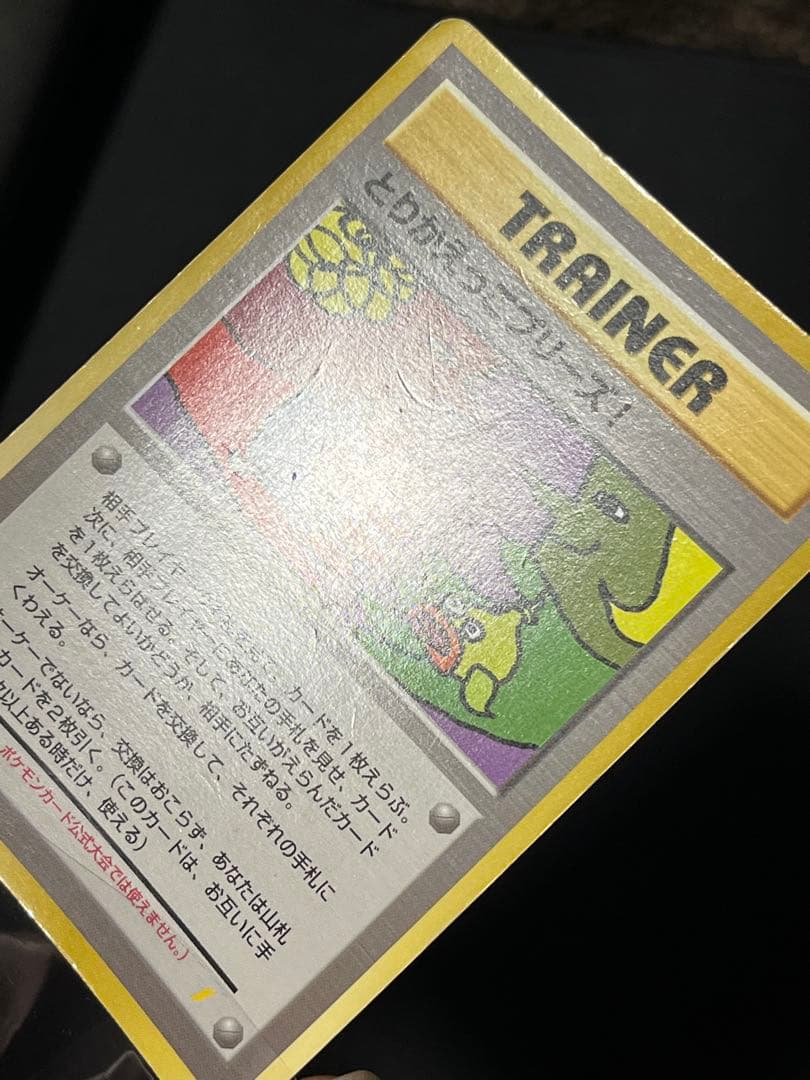 TRAINER
とりかえっこプリーズ!
相手プレイヤー カードを1枚えらぶ。
次に、相手プレイヤーにあなたの手札を見せ、カード
を1枚えらばせる。そして、お互いがえらんだカード
を交換してよいかどうか、相手にたずねる。
オーケーなら、カードを交換して、それぞれの手札に
くわえる。
オーケーでないなら、交換はおこらず、あなたは山札
カードを2枚引く。(このカードは、お互いに手
以上ある時だけ、使える)
ポケモンカード公式大会では使えません。)